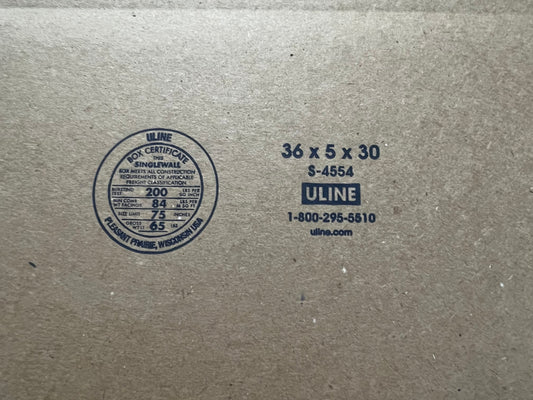 ULINE
BOX CERTIFICATE
THIS
SINGLEWALL
BOX MEETS ALL CONSTRUCTION
REQUIREMENTS OF APPLICABLE
FREIGHT CLASSIFICATION
BURSTING TEST 200 LBS PER SQ INCH
MIN COMB WT FACINGS 84 LBS PER M SQ FT
SIZE LIMIT 75 INCHES
GROSS WT LT 65 LBS
PLEASANT PRAIRIE, WISCONSIN USA
36 x 5 x 30
S-4554
ULINE
1-800-295-5510
uline.com